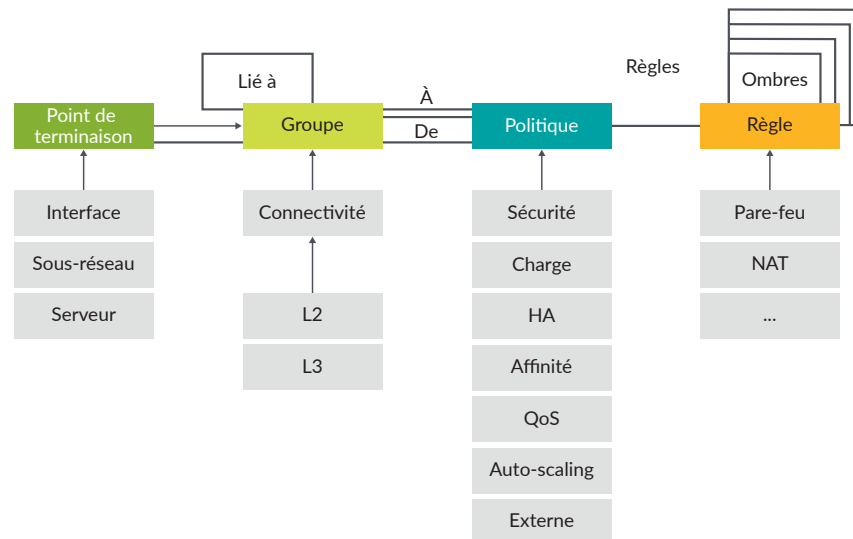 Lié à
À
De
Règles
Ombres
Point de
terminaison
Groupe
Politique
Règle
Interface
Sous-réseau
Serveur
Connectivité
L2
L3
Sécurité
Charge
HA
Affinité
QoS
Auto-scaling
Externe
Pare-feu
NAT
...